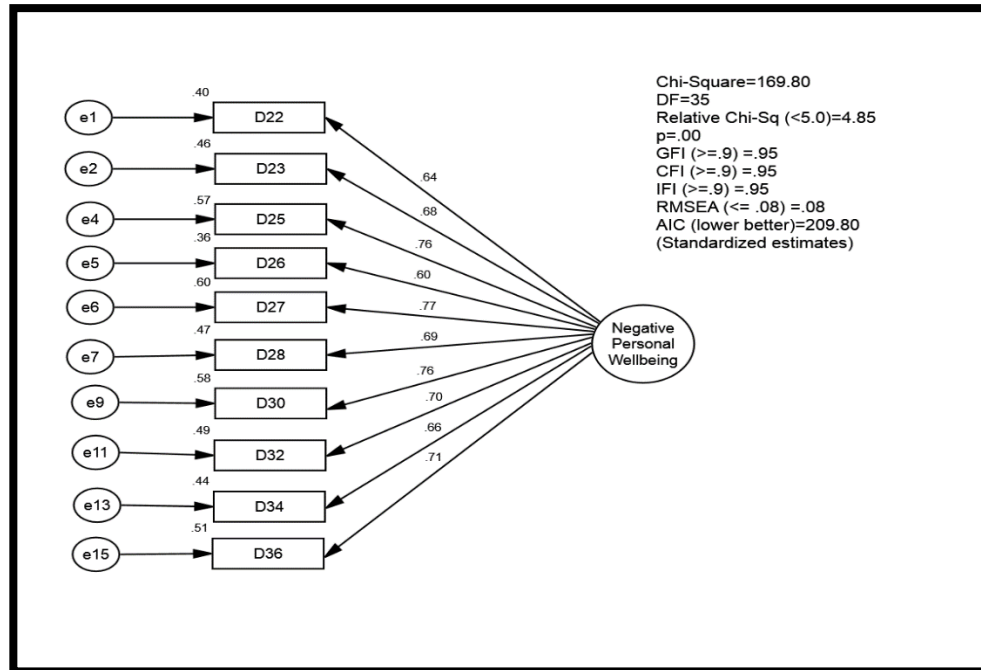 Chi-Square=169.80
DF=35
Relative Chi-Sq (<5.0)=4.85
p=.00
GFI (>=.9) =.95
CFI (>=.9) =.95
IFI (>=.9) =.95
RMSEA (<= .08) =.08
AIC (lower better)=209.80
(Standardized estimates)
.40
e1
D22
.64
.46
e2
D23
.68
.57
e4
D25
.76
.36
e5
D26
.60
.60
e6
D27
.77
.47
e7
D28
.69
.58
e9
D30
.76
.49
e11
D32
.70
.44
e13
D34
.66
.51
e15
D36
.71
Negative
Personal
Wellbeing